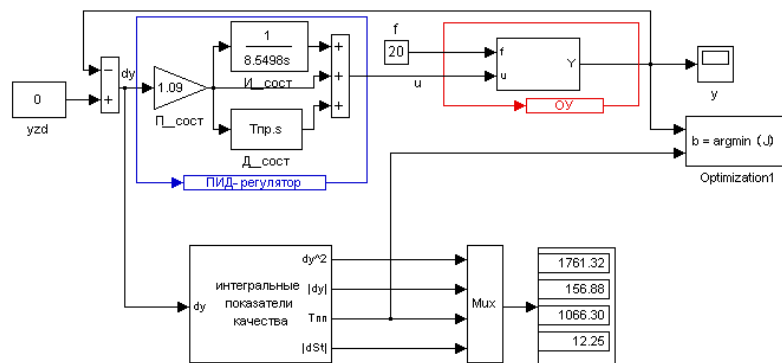 f
20
1
8.5498s
И_сост
−
+
dy
1.09
П_сост
+
+
+
Tпр.s
Д_сост
u
f
u
Y
ОУ
y
0
yzd
ПИД- регулятор
b = argmin (J)
Optimization1
dy
интегральные
показатели
качества
dy^2
|dy|
Tпп
|dSt|
Mux
1761.32
156.88
1066.30
12.25